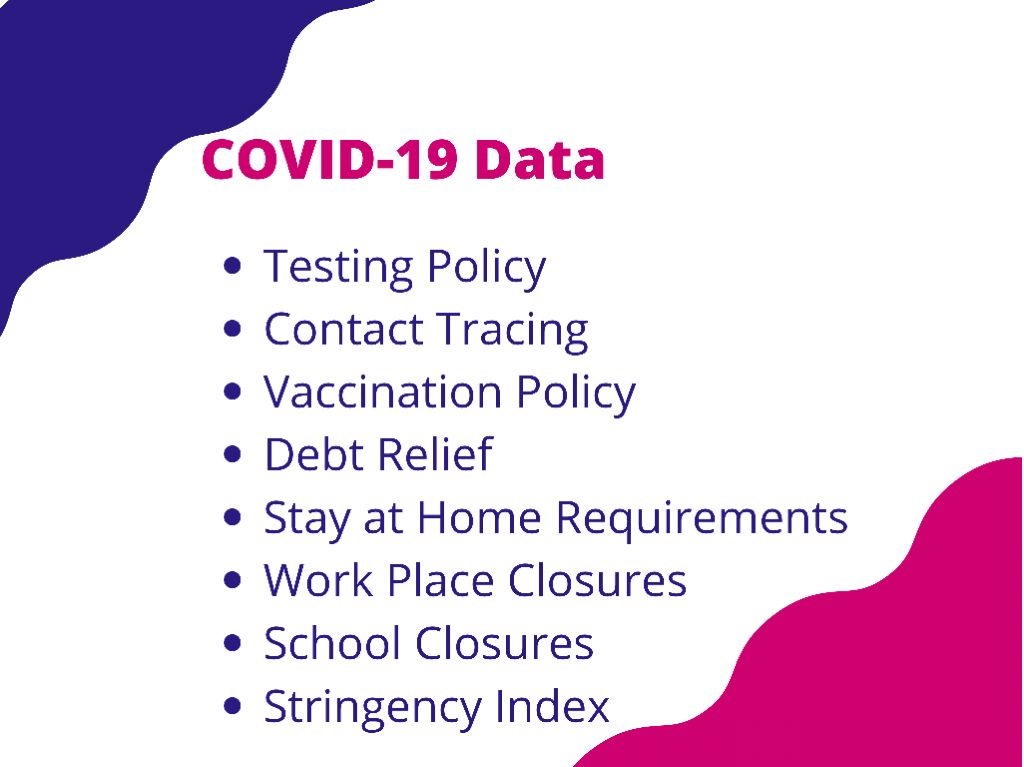 COVID-19 Data
• Testing Policy
• Contact Tracing
• Vaccination Policy
• Debt Relief
• Stay at Home Requirements
• Work Place Closures
• School Closures
• Stringency Index